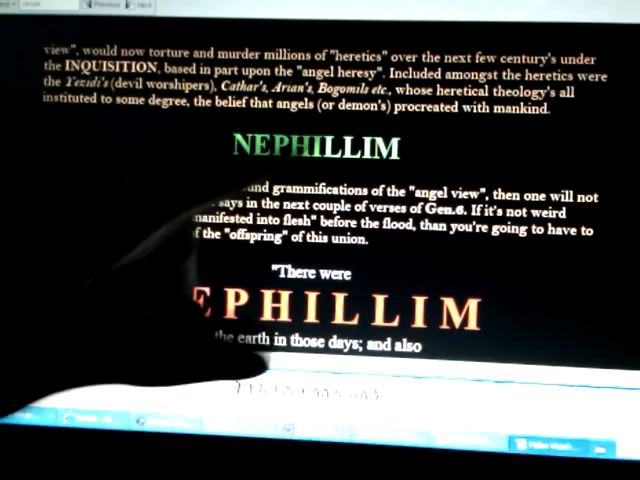 Previous Next
view", would now torture and murder millions of "heretics" over the next few century's under
the INQUISITION, based in part upon the "angel heresy". Included amongst the heretics were
the Yezidi's (devil worshipers), Cathar's, Arian's, Bogomils etc., whose heretical theology's all
instituted to some degree, the belief that angels (or demon's) procreated with mankind.
NEPHILLIM
grammifications of the "angel view", then one will not
says in the next couple of verses of Gen.6. If it's not weird
manifested into flesh" before the flood, than you're going to have to
the "offspring" of this union.
"There were
EPHILLIM
the earth in those days; and also